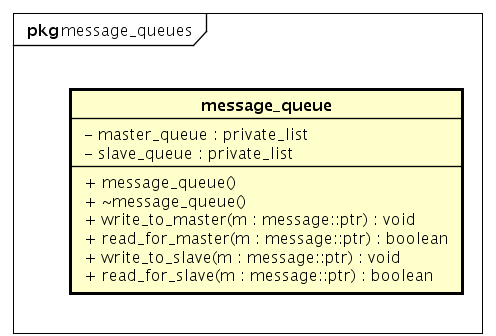 pkg message_queues
message_queue
– master_queue : private_list
– slave_queue : private_list
+ message_queue()
+ ~message_queue()
+ write_to_master(m : message::ptr) : void
+ read_for_master(m : message::ptr) : boolean
+ write_to_slave(m : message::ptr) : void
+ read_for_slave(m : message::ptr) : boolean